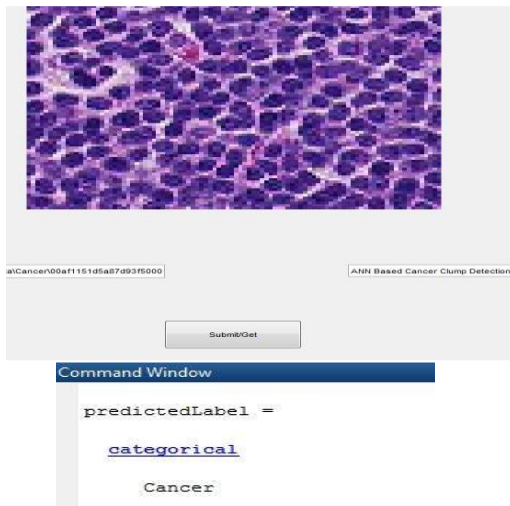 a\Cancer\00af1151d5a87d93f5000
ANN Based Cancer Clump Detection
Submit/Get
Command Window
predictedLabel =
categorical
Cancer